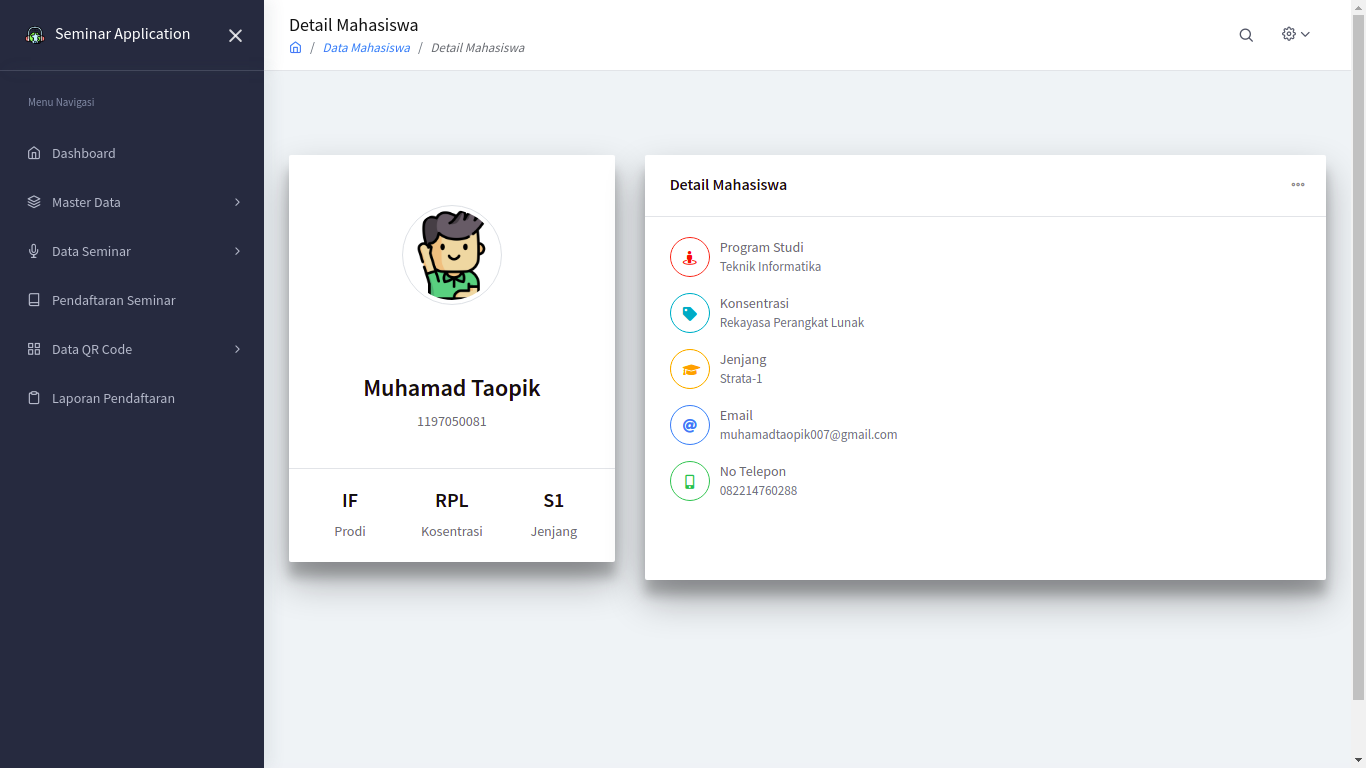 Seminar Application
Menu Navigasi
Dashboard
Master Data
Data Seminar
Pendaftaran Seminar
Data QR Code
Laporan Pendaftaran
Detail Mahasiswa
/ Data Mahasiswa / Detail Mahasiswa
Muhamad Taopik
1197050081
IF RPL S1
Prodi Kosentrasi Jenjang
Detail Mahasiswa
Program Studi
Teknik Informatika
Konsentrasi
Rekayasa Perangkat Lunak
Jenjang
Strata-1
Email
muhamadtaopik007@gmail.com
No Telepon
082214760288